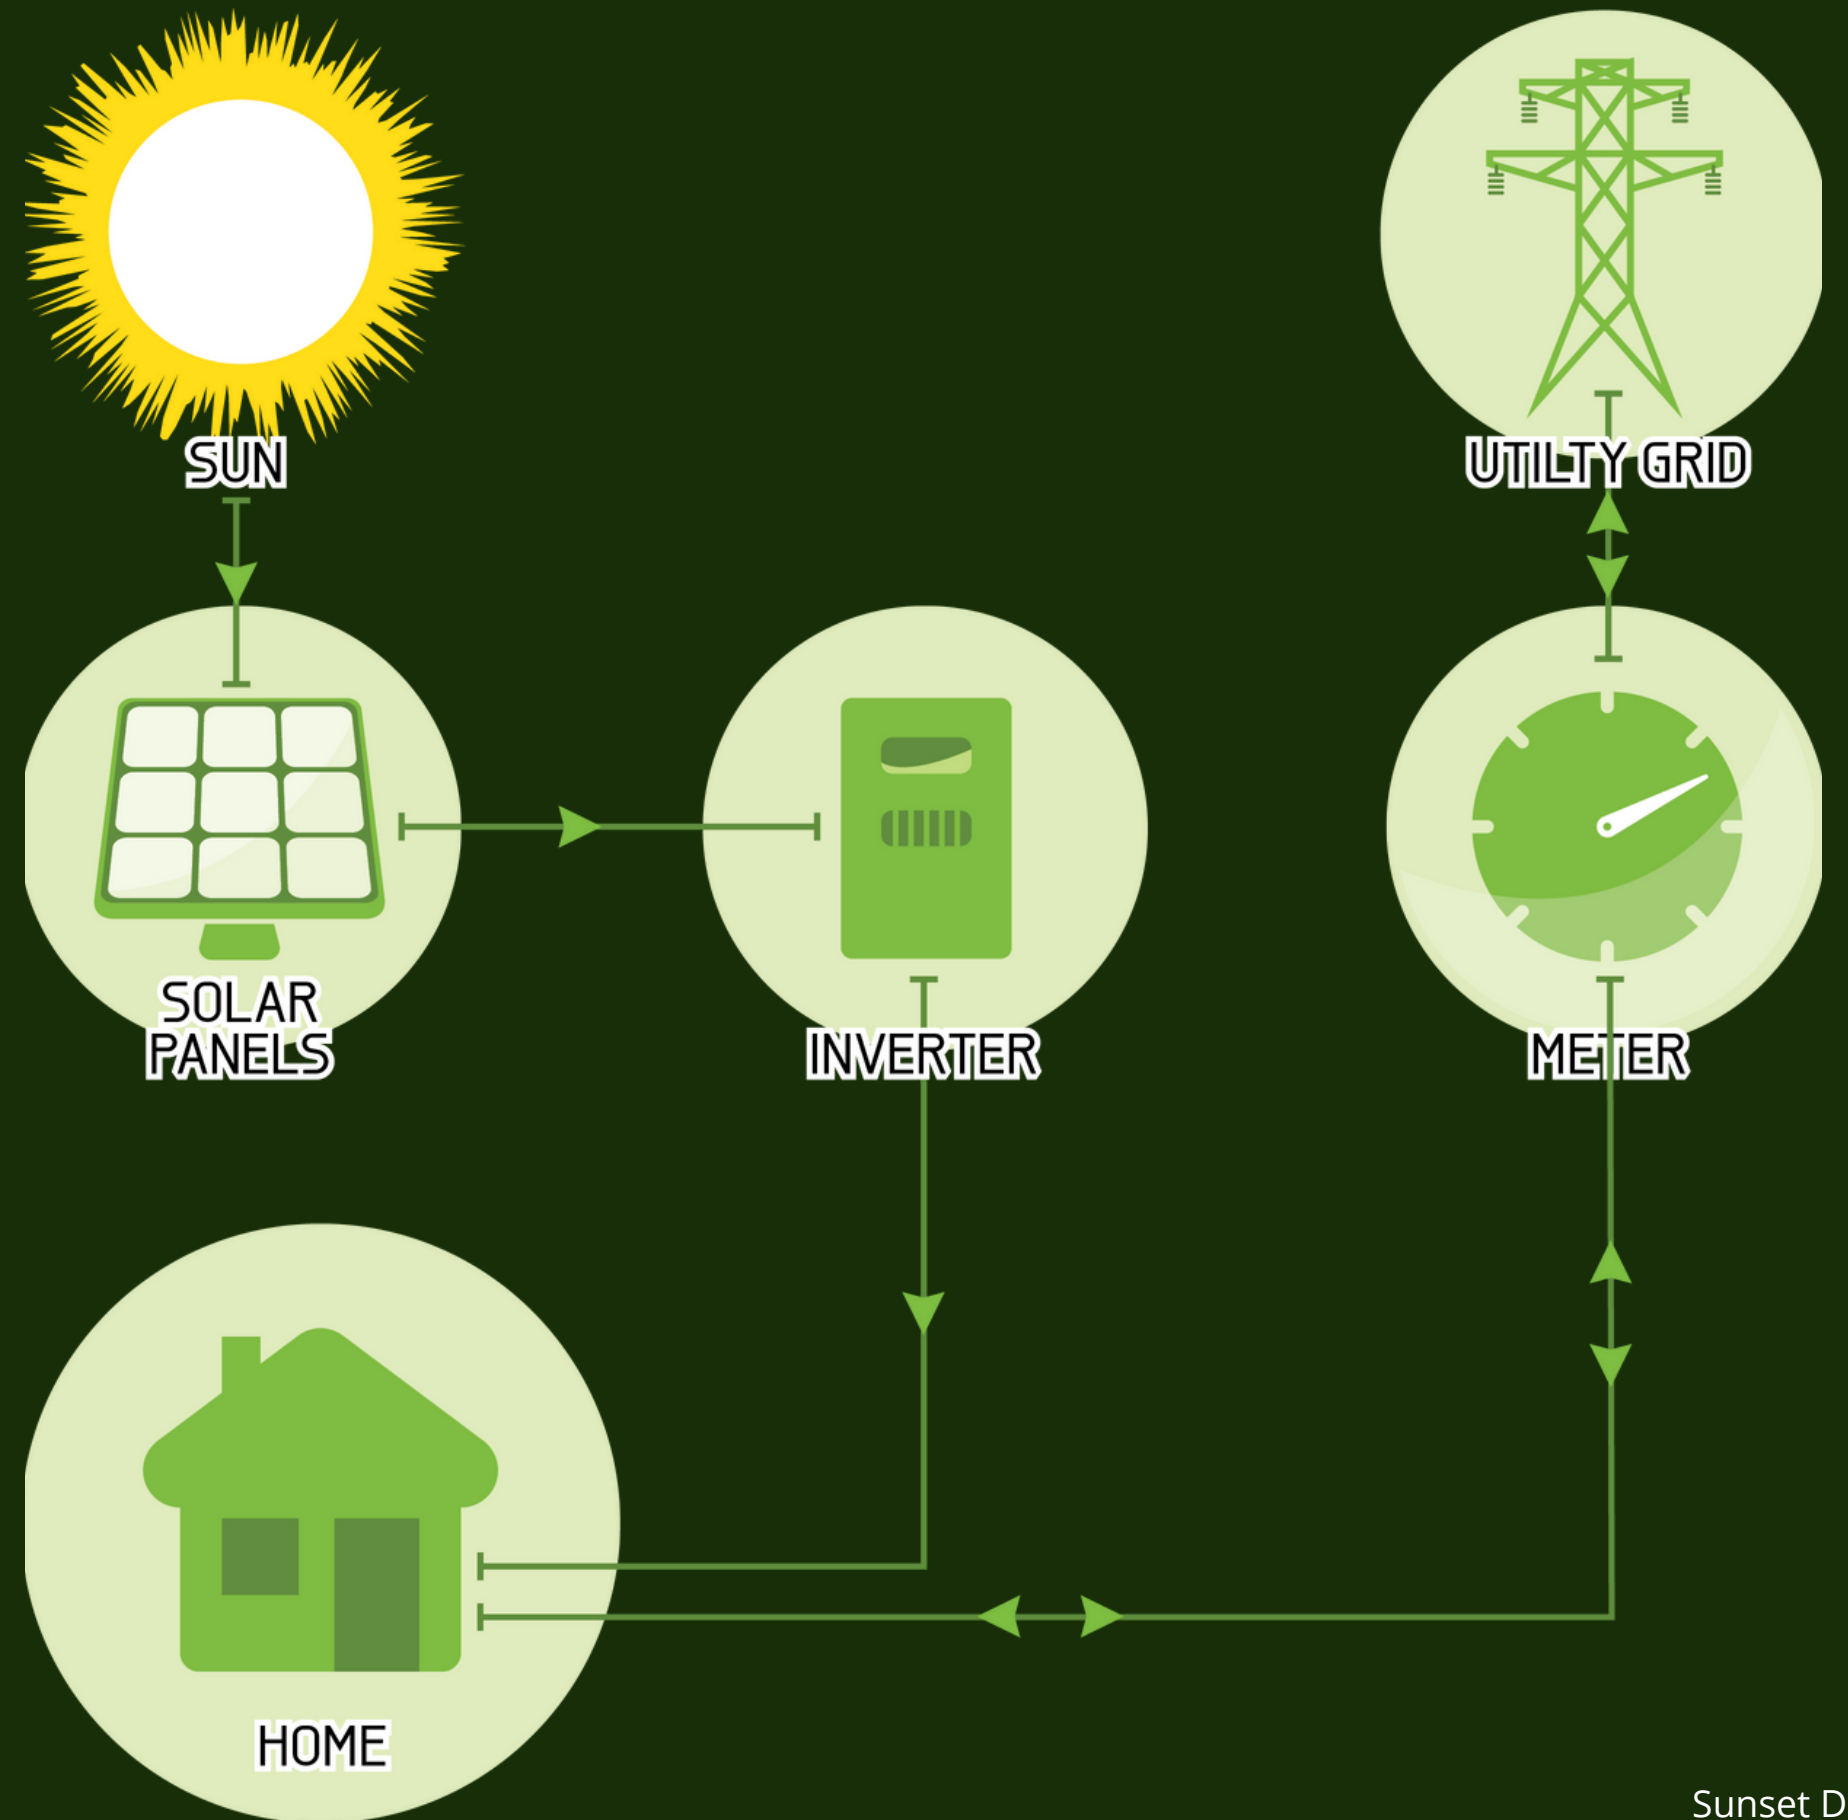 SUN
UTILTY GRID
SOLAR
PANELS
INVERTER
METER
HOME
Sunset D